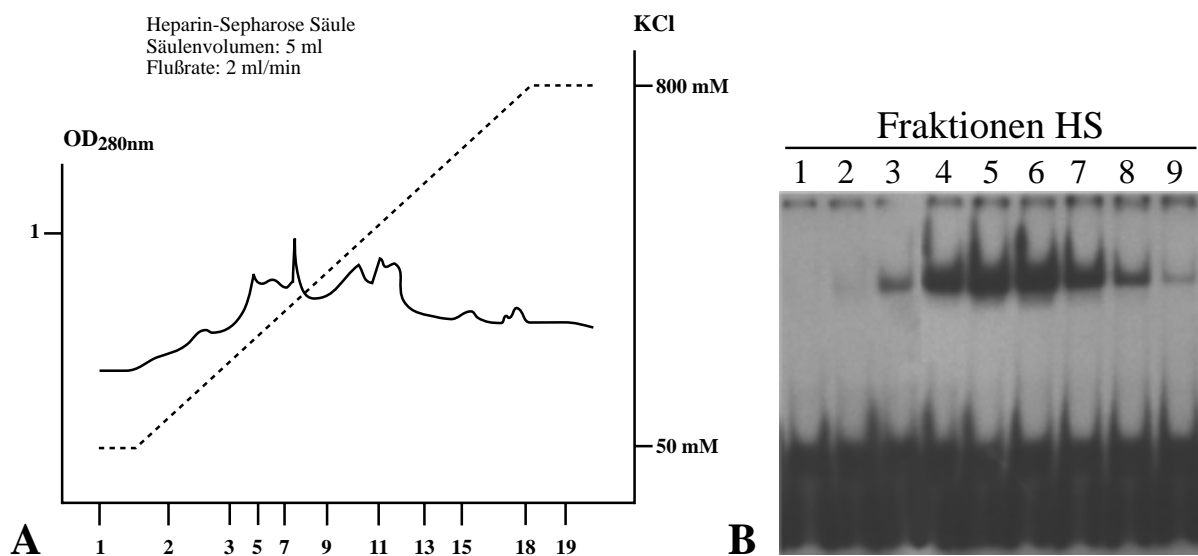 Heparin-Sepharose Säule
Säulenvolumen: 5 ml
Flußrate: 2 ml/min
KCl
800 mM
OD280nm
1
50 mM
1 2 3 5 7 9 11 13 15 18 19
A
Fraktionen HS
1 2 3 4 5 6 7 8 9
B